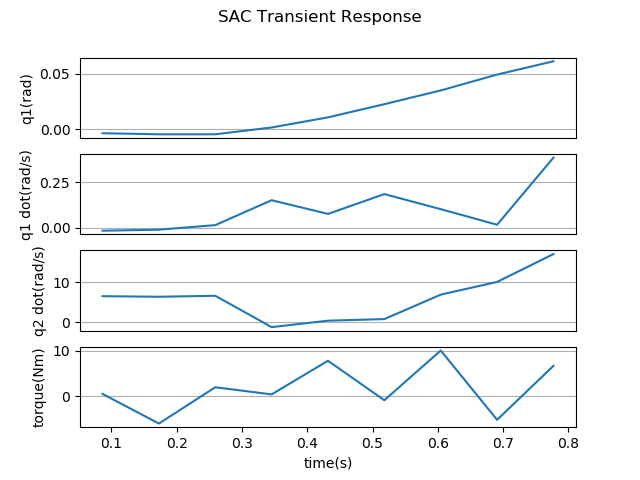 SAC Transient Response
q1(rad)
0.05
0.00
q1 dot(rad/s)
0.25
0.00
q2 dot(rad/s)
10
0
torque(Nm)
10
0
0.1 0.2 0.3 0.4 0.5 0.6 0.7 0.8
time(s)